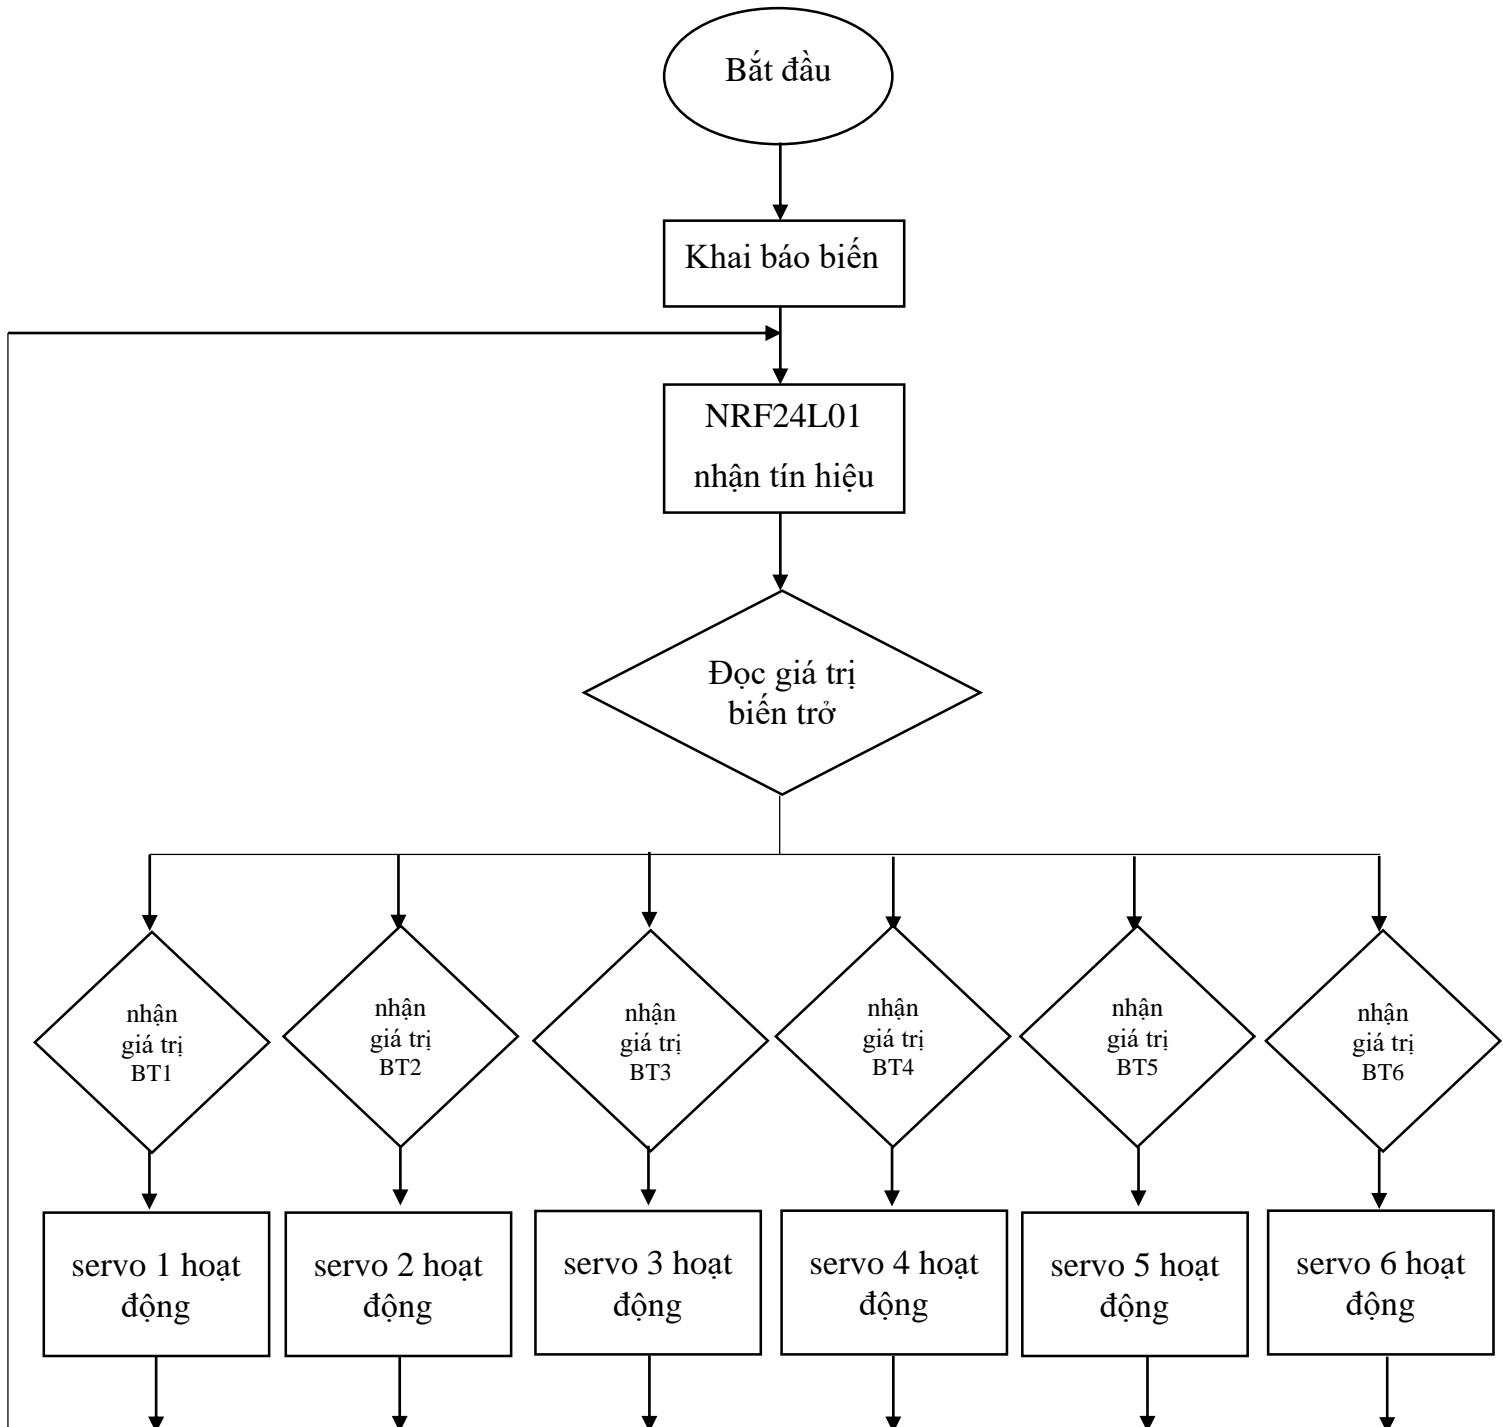 Bắt đầu
Khai báo biến
NRF24L01
nhận tín hiệu
Đọc giá trị
biến trở
nhận
giá trị
BT1
nhận
giá trị
BT2
nhận
giá trị
BT3
nhận
giá trị
BT4
nhận
giá trị
BT5
nhận
giá trị
BT6
servo 1 hoạt
động
servo 2 hoạt
động
servo 3 hoạt
động
servo 4 hoạt
động
servo 5 hoạt
động
servo 6 hoạt
động